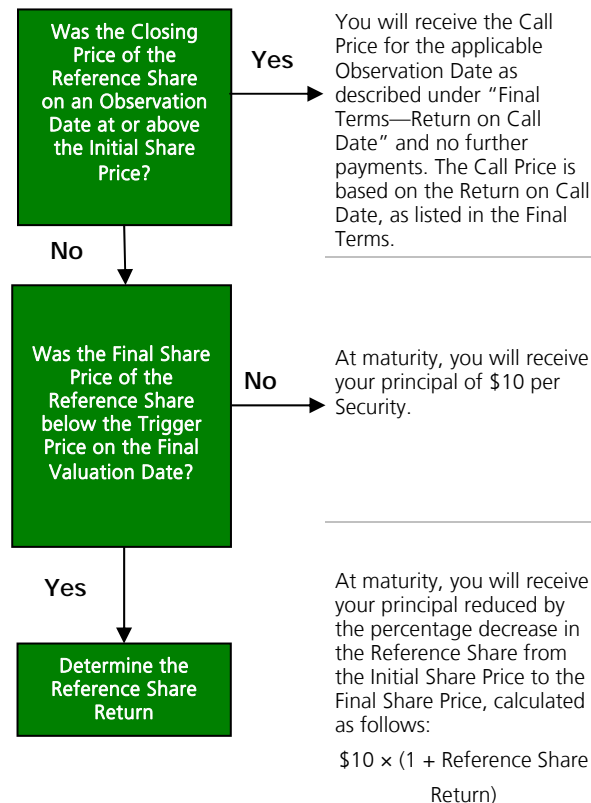 Was the Closing
Price of the
Reference Share
on an Observation
Date at or above
the Initial Share
Price?
Yes
You will receive the Call
Price for the applicable
Observation Date as
described under “Final
Terms—Return on Call
Date” and no further
payments. The Call Price is
based on the Return on Call
Date, as listed in the Final
Terms.
No
Was the Final Share
Price of the
Reference Share
below the Trigger
Price on the Final
Valuation Date?
No
At maturity, you will receive
your principal of $10 per
Security.
Yes
Determine the
Reference Share
Return
At maturity, you will receive
your principal reduced by
the percentage decrease in
the Reference Share from
the Initial Share Price to the
Final Share Price, calculated
as follows:
$10 × (1 + Reference Share
Return)